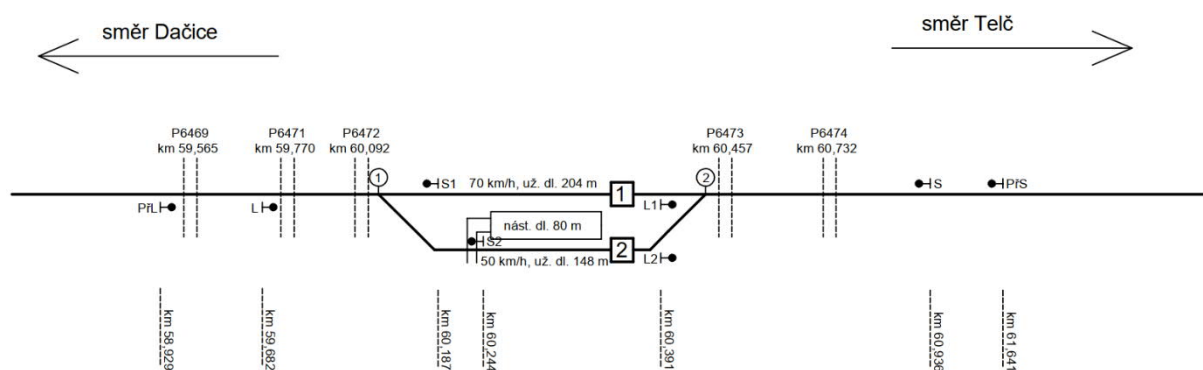 směr Dačice
směr Telč
P6469
km 59,565
P6471
km 59,770
P6472
km 60,092
P6473
km 60,457
P6474
km 60,732
1
S1
70 km/h, už. dl. 204 m
1
2
S
PřS
PřL
L
L1
nást. dl. 80 m
S2
2
50 km/h, už. dl. 148 m
L2
km 58,929
km 59,682
km 60,187
km 60,244
km 60,391
km 60,936
km 61,641